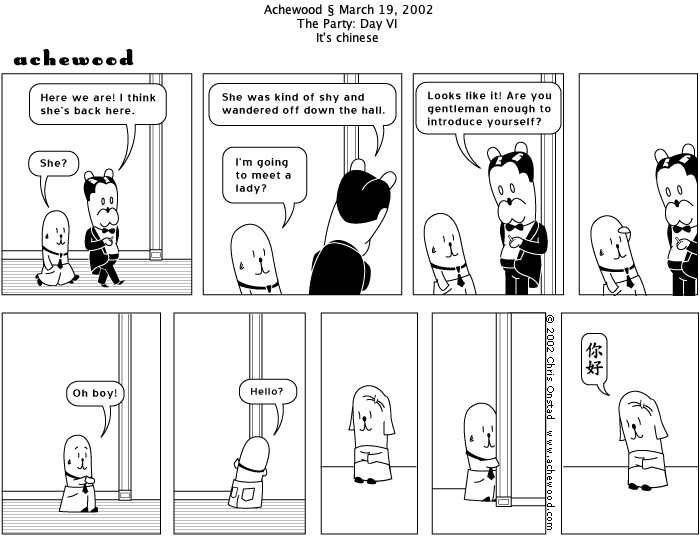 Achewood § March 19, 2002
The Party: Day VI
It's chinese
achewood
Here we are! I think
she's back here.
She?
She was kind of shy and
wandered off down the hall.
I'm going
to meet a
lady?
Looks like it! Are you
gentleman enough to
introduce yourself?
Oh boy!
Hello?
© 2002 Chris Onstad www.achewood.com
你
好